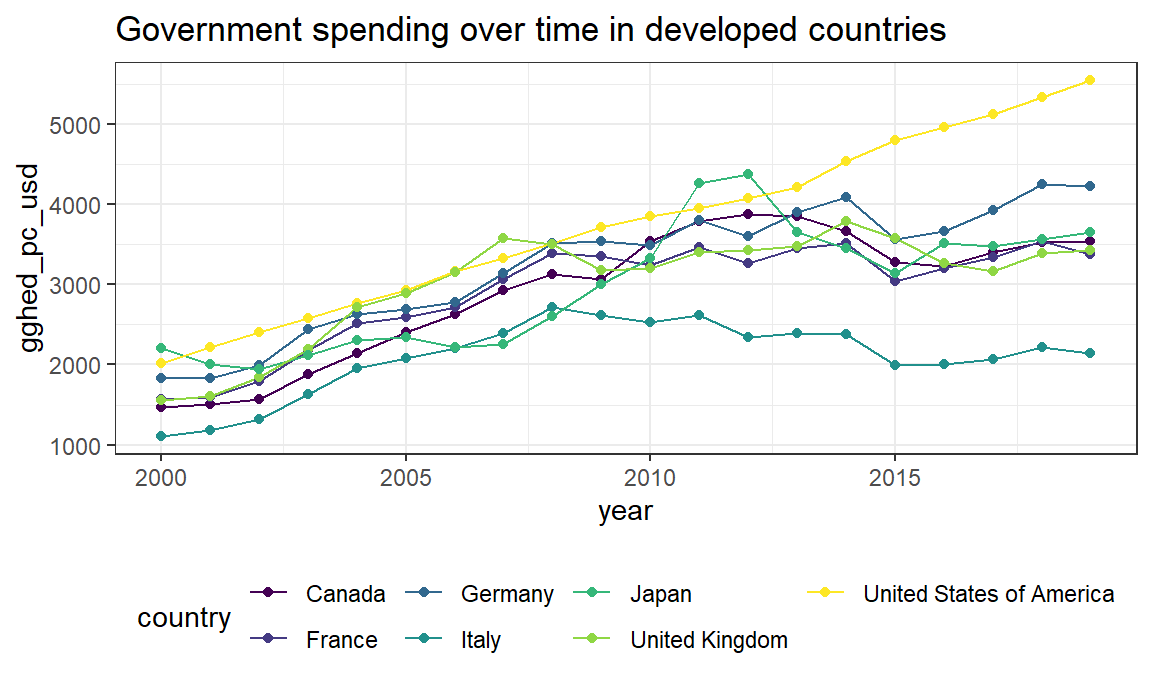 Government spending over time in developed countries
gghed_pc_usd
5000
4000
3000
2000
1000
2000 2005 2010 2015
year
country
Canada Germany Japan United States of America
France Italy United Kingdom